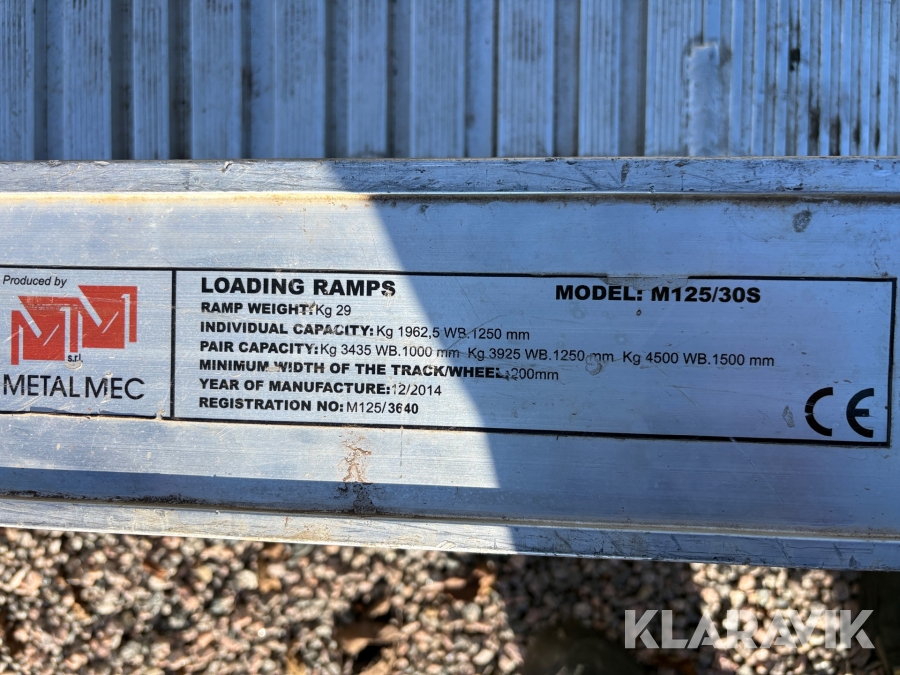 Produced by
s.r.l.
METALMEC
LOADING RAMPS
MODEL: M125/30S
RAMP WEIGHT: Kg 29
INDIVIDUAL CAPACITY: Kg 1962,5 WB.1250 mm
PAIR CAPACITY: Kg 3435 WB.1000 mm Kg.3925 WB.1250 mm Kg 4500 WB.1500 mm
MINIMUM WIDTH OF THE TRACK/WHEEL: 200mm
YEAR OF MANUFACTURE: 12/2014
REGISTRATION NO: M125/3640
CE
KLARAVIK